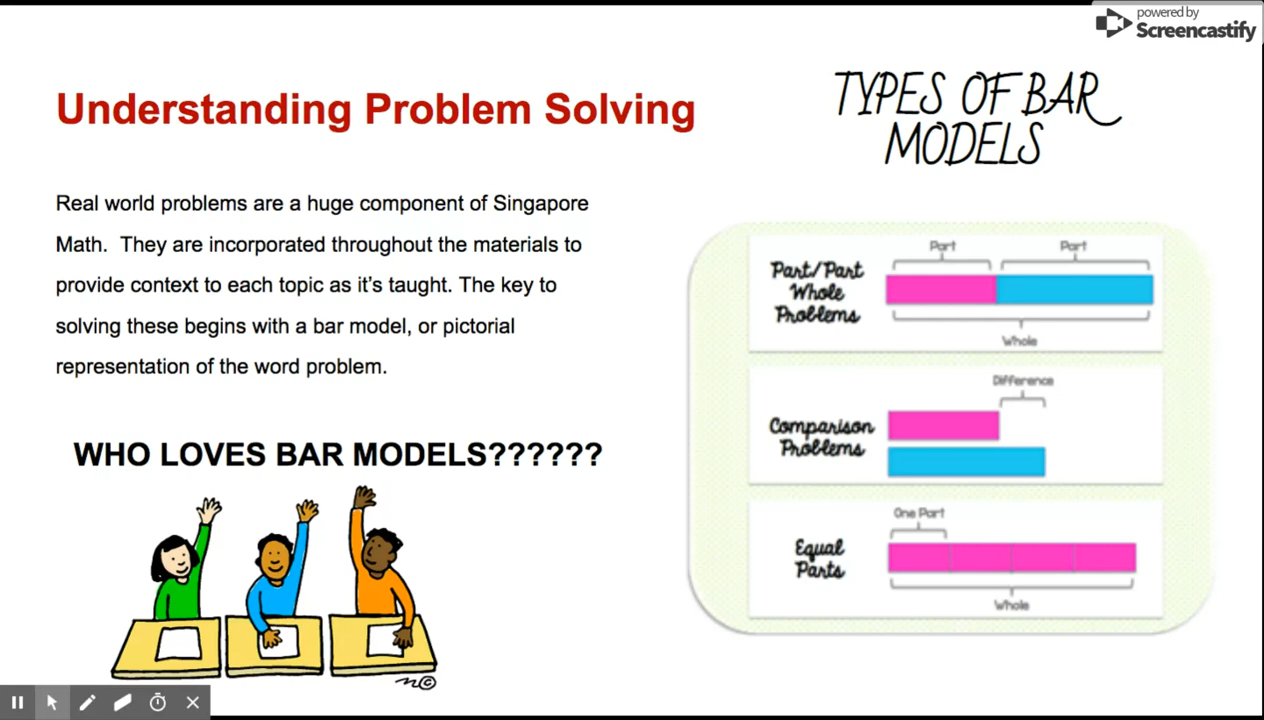 powered by
Screencastify
Understanding Problem Solving
TYPES OF BAR
MODELS
Real world problems are a huge component of Singapore
Math.  They are incorporated throughout the materials to
provide context to each topic as it's taught. The key to
solving these begins with a bar model, or pictorial
representation of the word problem.
WHO LOVES BAR MODELS??????
Part/Part
Whole
Problems
Part
Part
Whole
Comparison
Problems
Difference
Equal
Parts
One Part
Whole